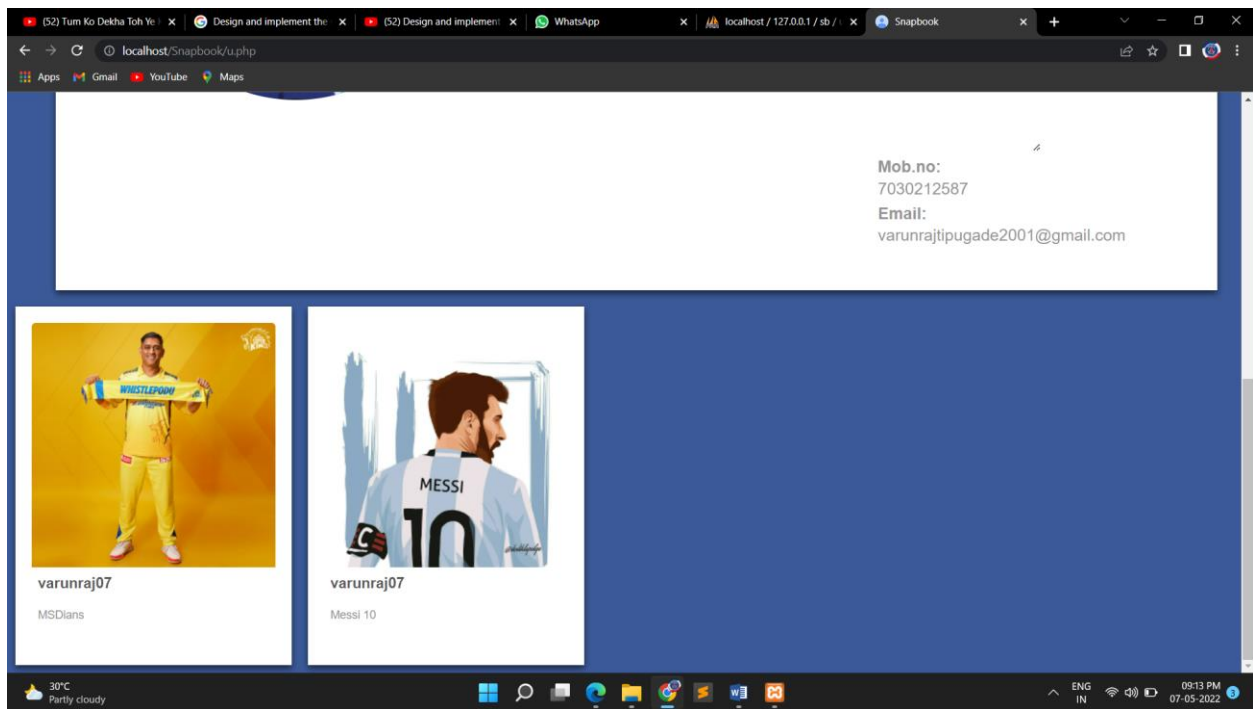 (52) Tum Ko Dekha Toh Ye
Design and implement the
(52) Design and implement
WhatsApp
localhost / 127.0.0.1 / sb /
Snapbook
localhost/Snapbook/u.php
Apps
Gmail
YouTube
Maps
Mob.no:
7030212587
Email:
varunrajtipugade2001@gmail.com
WHISTLEPODU
MESSI
10
C
varunraj07
MSDians
varunraj07
Messi 10
30°C
Partly cloudy
ENG
IN
09:13 PM
07-05-2022
3